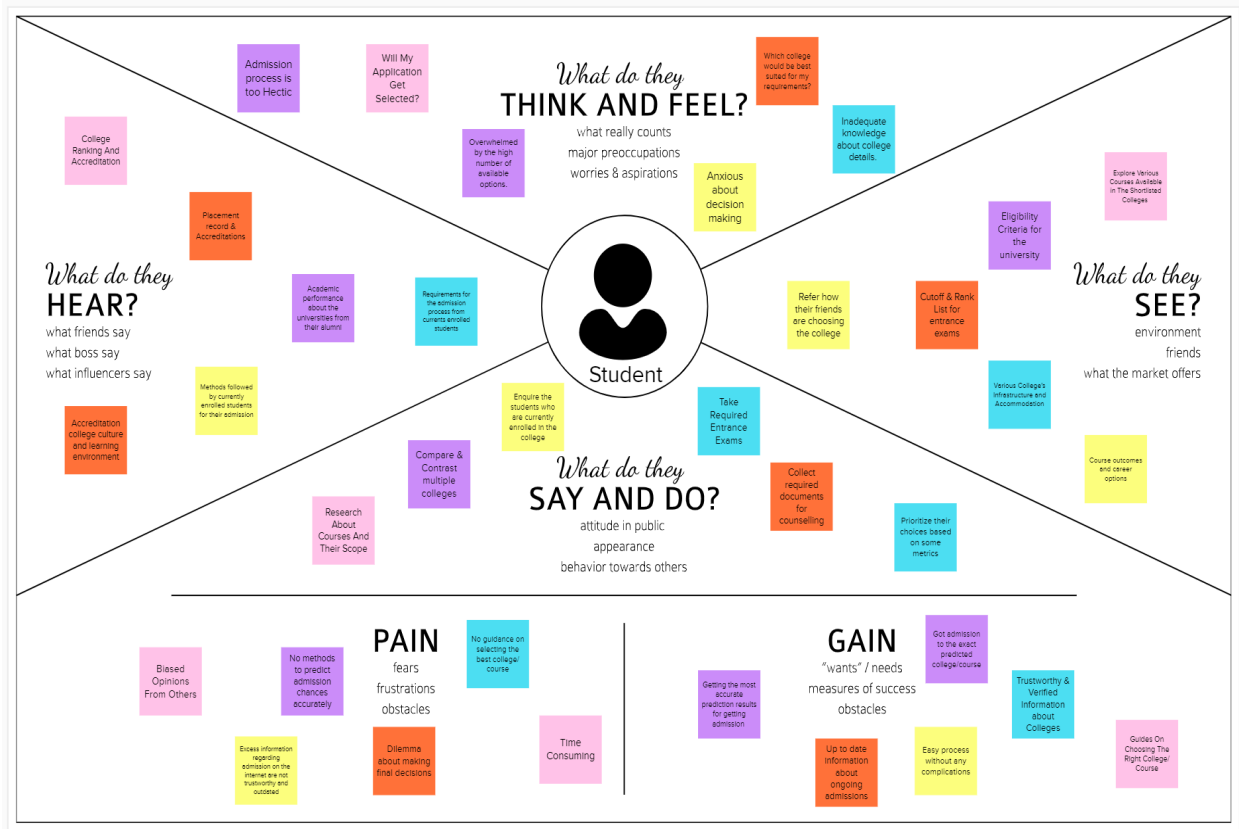 What do they
THINK AND FEEL?
what really counts
major preoccupations
worries & aspirations
Admission
process is
too Hectic
Will My
Application
Get
Selected?
Overwhelmed
by the high
number of
available
options.
Which college
would be best
suited for my
requirements?
Inadequate
knowledge
about college
details.
Anxious
about
decision
making
What do they
HEAR?
what friends say
what boss say
what influencers say
College
Ranking And
Accreditation
Placement
record &
Accreditations
Academic
performance
about the
universities from
their alumni
Requirements for
the admission
process from
currents enrolled
students
Methods followed
by currently
enrolled students
for their admission
Accreditation
college culture
and learning
environment
Student
What do they
SEE?
environment
friends
what the market offers
Explore Various
Courses Available
in The Shortlisted
Colleges
Eligibility
Criteria for
the
university
Refer how
their friends
are choosing
the college
Cutoff & Rank
List for
entrance
exams
Various College's
Infrastructure and
Accommodation
Course outcomes
and career
options
What do they
SAY AND DO?
attitude in public
appearance
behavior towards others
Enquire the
students who
are currently
enrolled in the
college
Compare &
Contrast
multiple
colleges
Research
About
Courses And
Their Scope
Take
Required
Entrance
Exams
Collect
required
documents
for
counselling
Prioritize their
choices based
on some
metrics
PAIN
fears
frustrations
obstacles
Biased
Opinions
From Others
No methods
to predict
admission
chances
accurately
No guidance on
selecting the
best college/
course
Excess information
regarding
admission on the
internet are not
trustworthy and
outdated
Dilemma
about making
final decisions
Time
Consuming
GAIN
"wants" / needs
measures of success
obstacles
Got admission
to the exact
predicted
college/course
Getting the most
accurate
prediction results
for getting
admission
Trustworthy &
Verified
Information
about
Colleges
Up to date
information
about
ongoing
admissions
Easy process
without any
complications
Guides On
Choosing The
Right College/
Course